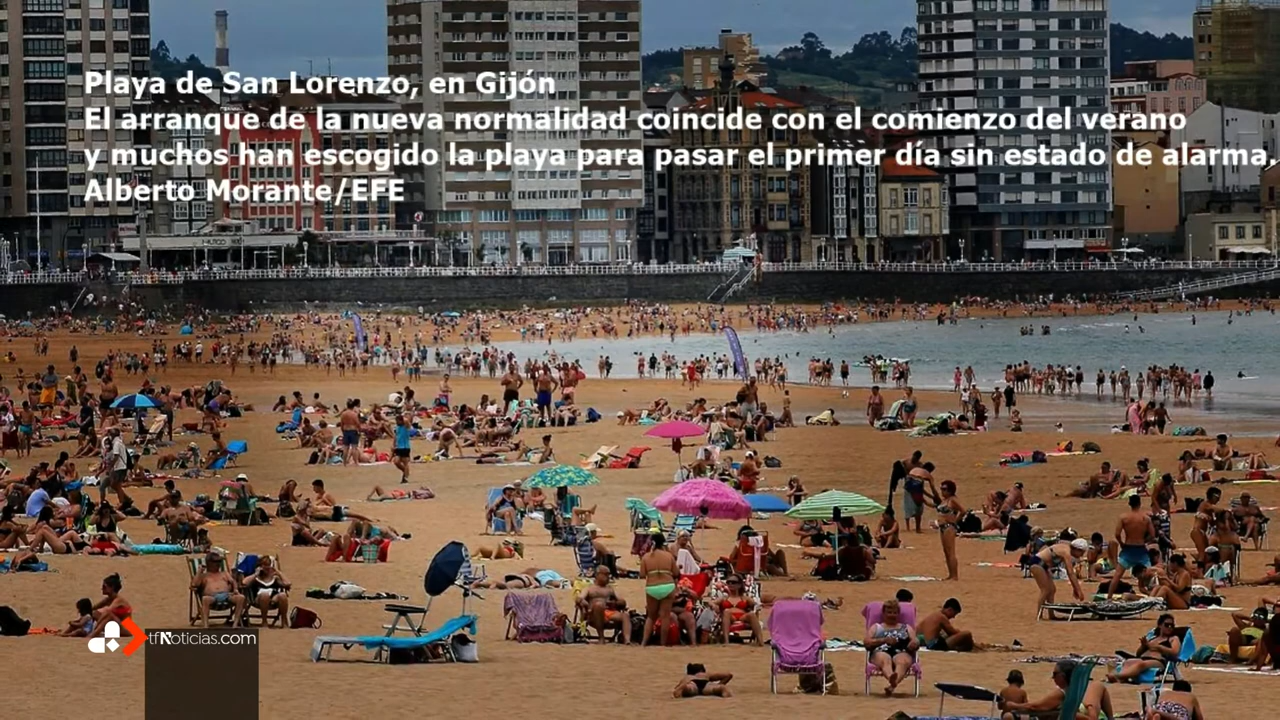 Playa de San Lorenzo, en Gijón
El arranque de la nueva normalidad coincide con el comienzo del verano
y muchos han escogido la playa para pasar el primer día sin estado de alarma,
Alberto Morante/EFE
tfNoticias.com